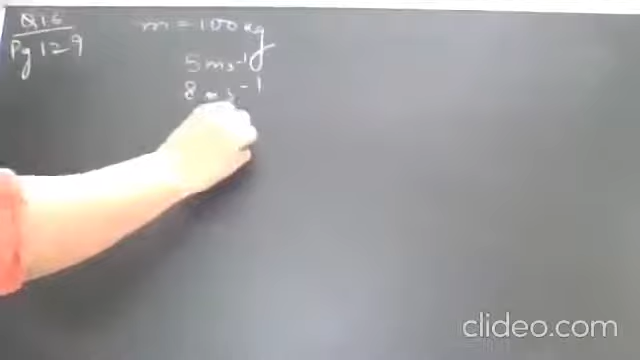 Q16
Pg 129
m = 100 kg
5 ms⁻¹
8 ms⁻¹
clideo.com